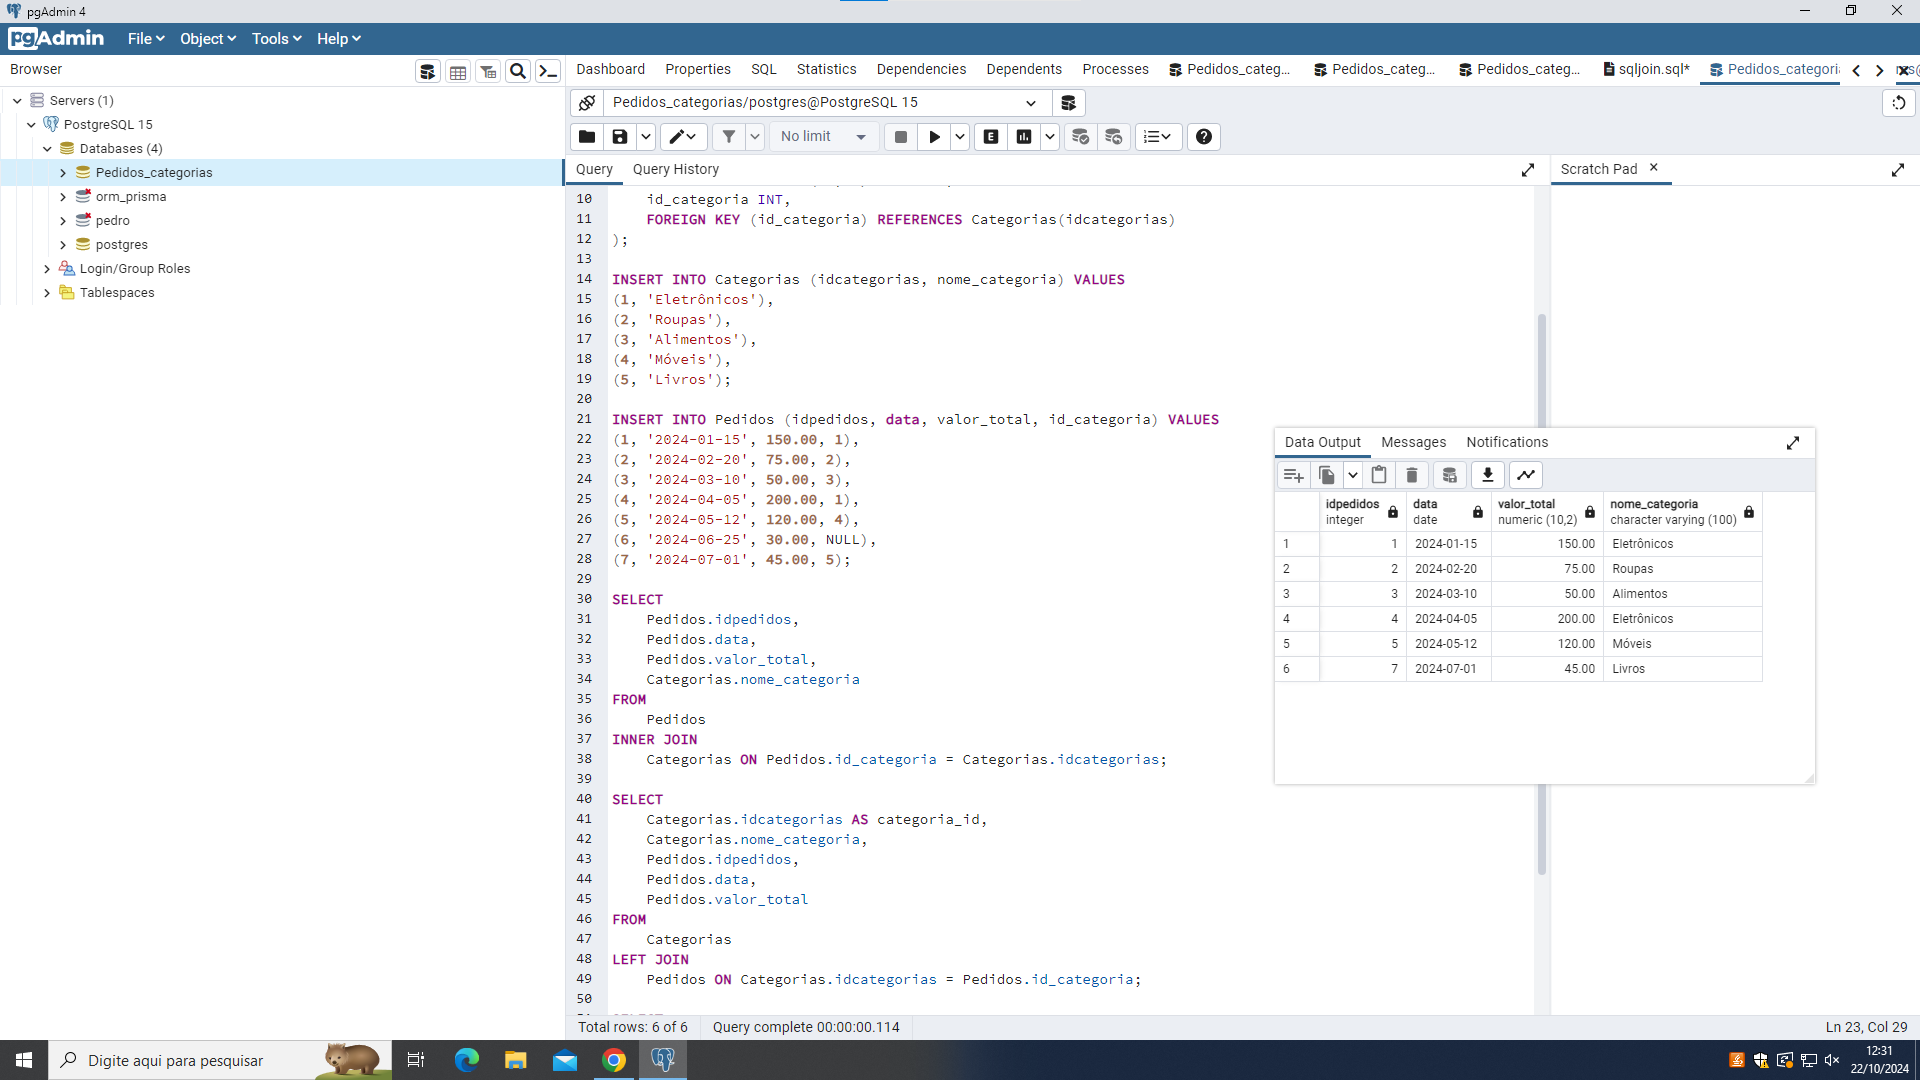 pgAdmin 4
pgAdmin File Object Tools Help
Browser
Dashboard Properties SQL Statistics Dependencies Dependents Processes Pedidos_categ... Pedidos_categ... Pedidos_categ... sqljoin.sql* Pedidos_categori
Servers (1)
PostgreSQL 15
Databases (4)
Pedidos_categorias
orm_prisma
pedro
postgres
Login/Group Roles
Tablespaces
Pedidos_categorias/postgres@PostgreSQL 15
No limit
E
Query Query History
Scratch Pad
10 id_categoria INT,
11 FOREIGN KEY (id_categoria) REFERENCES Categorias(idcategorias)
12 );
13
14 INSERT INTO Categorias (idcategorias, nome_categoria) VALUES
15 (1, 'Eletrônicos'),
16 (2, 'Roupas'),
17 (3, 'Alimentos'),
18 (4, 'Móveis'),
19 (5, 'Livros');
20
21 INSERT INTO Pedidos (idpedidos, data, valor_total, id_categoria) VALUES
22 (1, '2024-01-15', 150.00, 1),
23 (2, '2024-02-20', 75.00, 2),
24 (3, '2024-03-10', 50.00, 3),
25 (4, '2024-04-05', 200.00, 1),
26 (5, '2024-05-12', 120.00, 4),
27 (6, '2024-06-25', 30.00, NULL),
28 (7, '2024-07-01', 45.00, 5);
29
30 SELECT
31 Pedidos.idpedidos,
32 Pedidos.data,
33 Pedidos.valor_total,
34 Categorias.nome_categoria
35 FROM
36 Pedidos
37 INNER JOIN
38 Categorias ON Pedidos.id_categoria = Categorias.idcategorias;
39
40 SELECT
41 Categorias.idcategorias AS categoria_id,
42 Categorias.nome_categoria,
43 Pedidos.idpedidos,
44 Pedidos.data,
45 Pedidos.valor_total
46 FROM
47 Categorias
48 LEFT JOIN
49 Pedidos ON Categorias.idcategorias = Pedidos.id_categoria;
50
Data Output Messages Notifications
idpedidos data valor_total nome_categoria
integer date numeric (10,2) character varying (100)
1 1 2024-01-15 150.00 Eletrônicos
2 2 2024-02-20 75.00 Roupas
3 3 2024-03-10 50.00 Alimentos
4 4 2024-04-05 200.00 Eletrônicos
5 5 2024-05-12 120.00 Móveis
6 7 2024-07-01 45.00 Livros
Total rows: 6 of 6 Query complete 00:00:00.114 Ln 23, Col 29
Digite aqui para pesquisar
12:31
22/10/2024